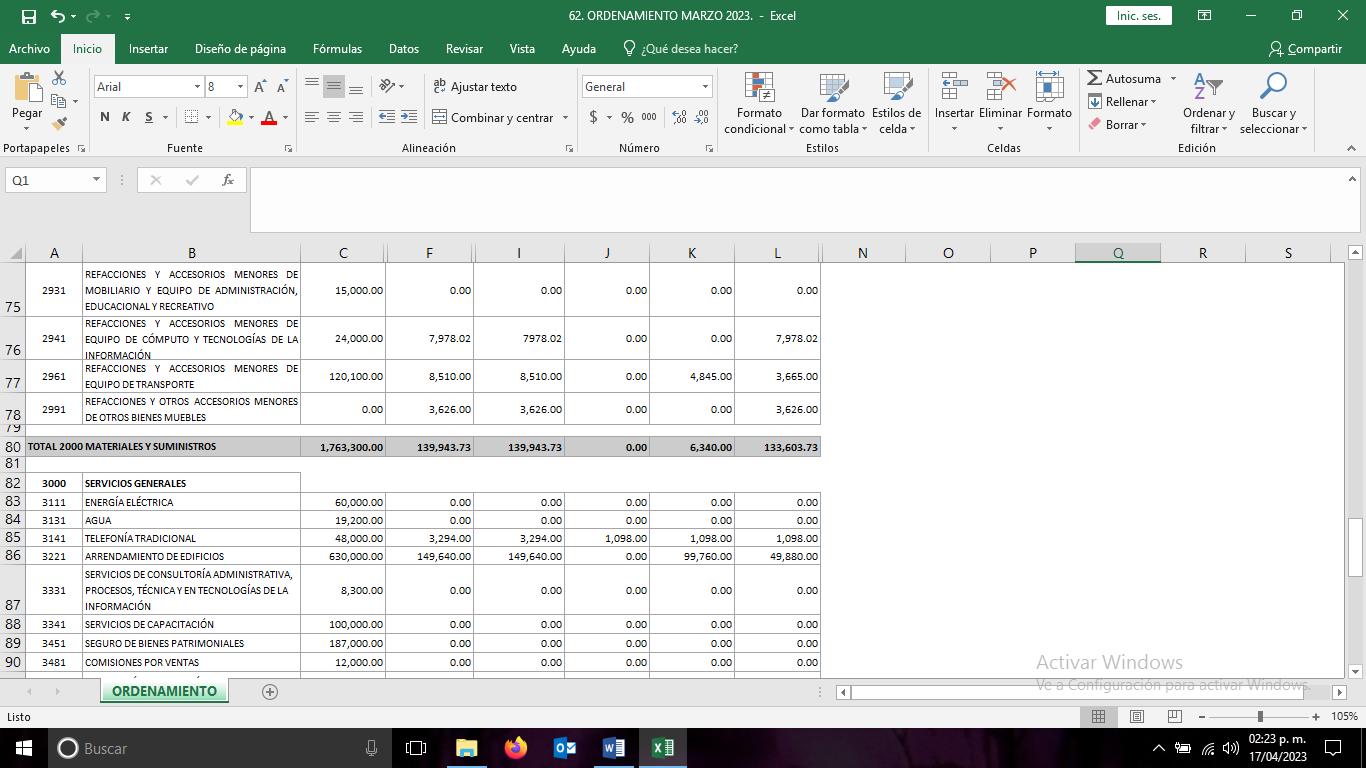 62. ORDENAMIENTO MARZO 2023. - Excel
Inic. ses.
Archivo Inicio Insertar Diseño de página Fórmulas Datos Revisar Vista Ayuda ¿Qué desea hacer? Compartir
Pegar
Portapapeles
Arial 8
N K S
Fuente
Ajustar texto
Combinar y centrar
Alineación
General
$ % 000
Número
Formato condicional
Dar formato como tabla
Estilos de celda
Estilos
Insertar Eliminar Formato
Celdas
Autosuma
Rellenar
Borrar
Ordenar y filtrar
Buscar y seleccionar
Edición
Q1
fx
A B C F I J K L N O P Q R S
75 2931 REFACCIONES Y ACCESORIOS MENORES DE MOBILIARIO Y EQUIPO DE ADMINISTRACIÓN, EDUCACIONAL Y RECREATIVO 15,000.00 0.00 0.00 0.00 0.00 0.00
76 2941 REFACCIONES Y ACCESORIOS MENORES DE EQUIPO DE CÓMPUTO Y TECNOLOGÍAS DE LA INFORMACIÓN 24,000.00 7,978.02 7978.02 0.00 0.00 7,978.02
77 2961 REFACCIONES Y ACCESORIOS MENORES DE EQUIPO DE TRANSPORTE 120,100.00 8,510.00 8,510.00 0.00 4,845.00 3,665.00
78 2991 REFACCIONES Y OTROS ACCESORIOS MENORES DE OTROS BIENES MUEBLES 0.00 3,626.00 3,626.00 0.00 0.00 3,626.00
79
80 TOTAL 2000 MATERIALES Y SUMINISTROS 1,763,300.00 139,943.73 139,943.73 0.00 6,340.00 133,603.73
81
82 3000 SERVICIOS GENERALES
83 3111 ENERGÍA ELÉCTRICA 60,000.00 0.00 0.00 0.00 0.00 0.00
84 3131 AGUA 19,200.00 0.00 0.00 0.00 0.00 0.00
85 3141 TELEFONÍA TRADICIONAL 48,000.00 3,294.00 3,294.00 1,098.00 1,098.00 1,098.00
86 3221 ARRENDAMIENTO DE EDIFICIOS 630,000.00 149,640.00 149,640.00 0.00 99,760.00 49,880.00
87 3331 SERVICIOS DE CONSULTORÍA ADMINISTRATIVA, PROCESOS, TÉCNICA Y EN TECNOLOGÍAS DE LA INFORMACIÓN 8,300.00 0.00 0.00 0.00 0.00 0.00
88 3341 SERVICIOS DE CAPACITACIÓN 100,000.00 0.00 0.00 0.00 0.00 0.00
89 3451 SEGURO DE BIENES PATRIMONIALES 187,000.00 0.00 0.00 0.00 0.00 0.00
90 3481 COMISIONES POR VENTAS 12,000.00 0.00 0.00 0.00 0.00 0.00
Activar Windows
Ve a Configuración para activar Windows.
ORDENAMIENTO
Listo
105%
Buscar
02:23 p. m.
17/04/2023